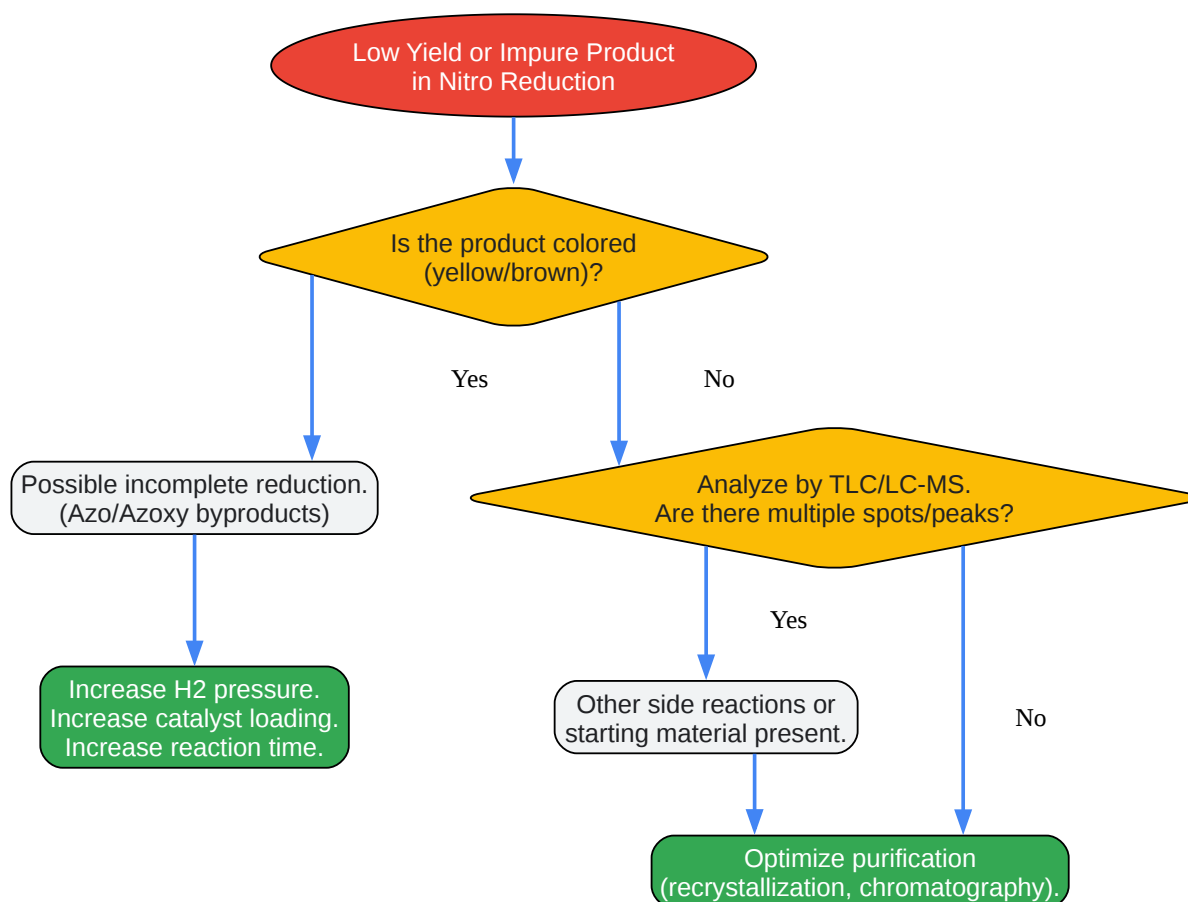 Low Yield or Impure Product
in Nitro Reduction
Is the product colored
(yellow/brown)?
Yes
No
Possible incomplete reduction.
(Azo/Azoxy byproducts)
Analyze by TLC/LC-MS.
Are there multiple spots/peaks?
Increase H2 pressure.
Increase catalyst loading.
Increase reaction time.
Yes
No
Other side reactions or
starting material present.
Optimize purification
(recrystallization, chromatography).